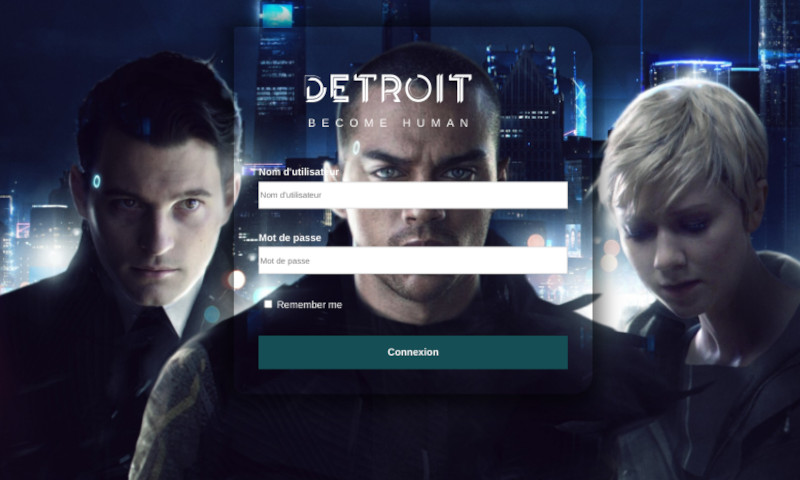 DETROIT
BECOME HUMAN
Nom d'utilisateur
Nom d'utilisateur
Mot de passe
Mot de passe
Remember me
Connexion